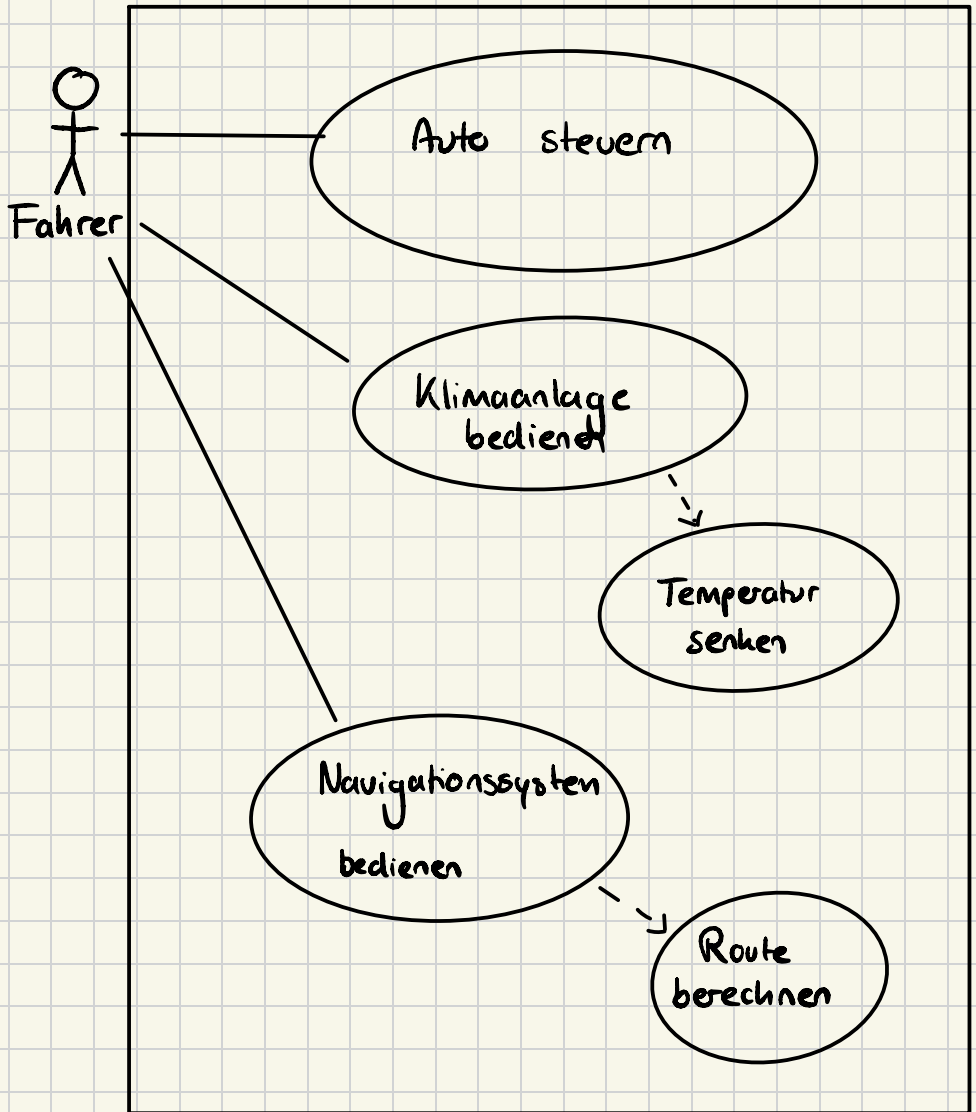 Auto steuern
Fahrer
Klimaanlage
bedienen
Temperatur
senken
Navigationssysten
bedienen
Route
berechnen